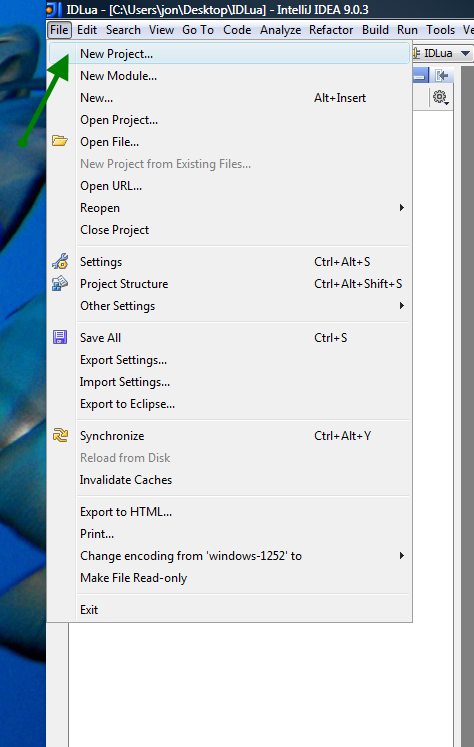 IDLua - [C:\Users\jon\Desktop\IDLua] - IntelliJ IDEA 9.0.3
File Edit Search View Go To Code Analyze Refactor Build Run Tools Ve
New Project... IDLua
New Module...
New... Alt+Insert
Open Project...
Open File...
New Project from Existing Files...
Open URL...
Reopen
Close Project
Settings Ctrl+Alt+S
Project Structure Ctrl+Alt+Shift+S
Other Settings
Save All Ctrl+S
Export Settings...
Import Settings...
Export to Eclipse...
Synchronize Ctrl+Alt+Y
Reload from Disk
Invalidate Caches
Export to HTML...
Print...
Change encoding from 'windows-1252' to
Make File Read-only
Exit